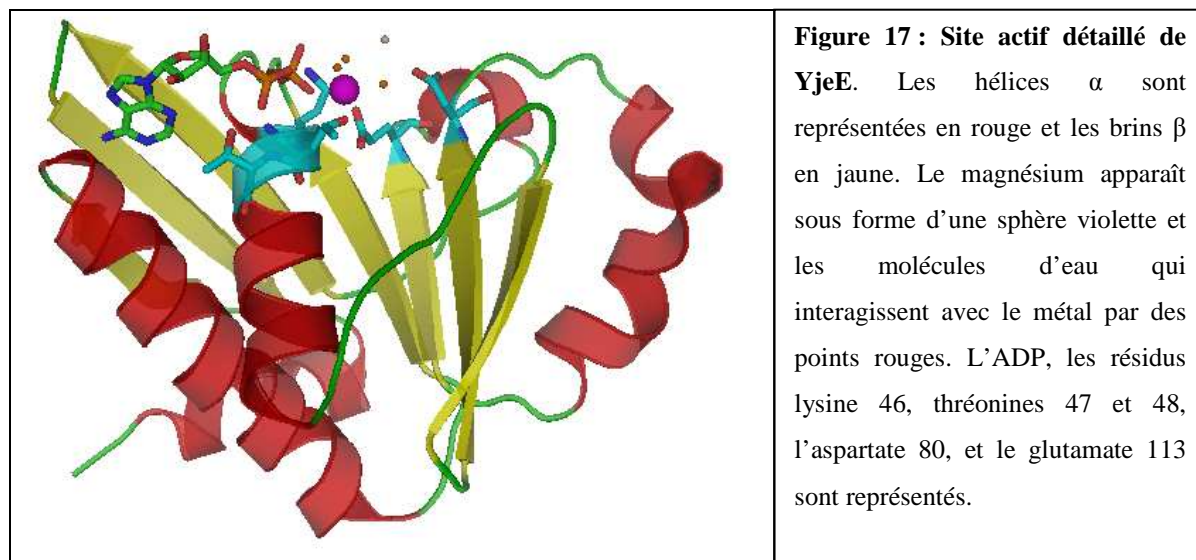 Figure 17 : Site actif détaillé de
YjeE. Les hélices α sont
représentées en rouge et les brins β
en jaune. Le magnésium apparaît
sous forme d’une sphère violette et
les molécules d’eau qui
interagissent avec le métal par des
points rouges. L’ADP, les résidus
lysine 46, thréonines 47 et 48,
l’aspartate 80, et le glutamate 113
sont représentés.